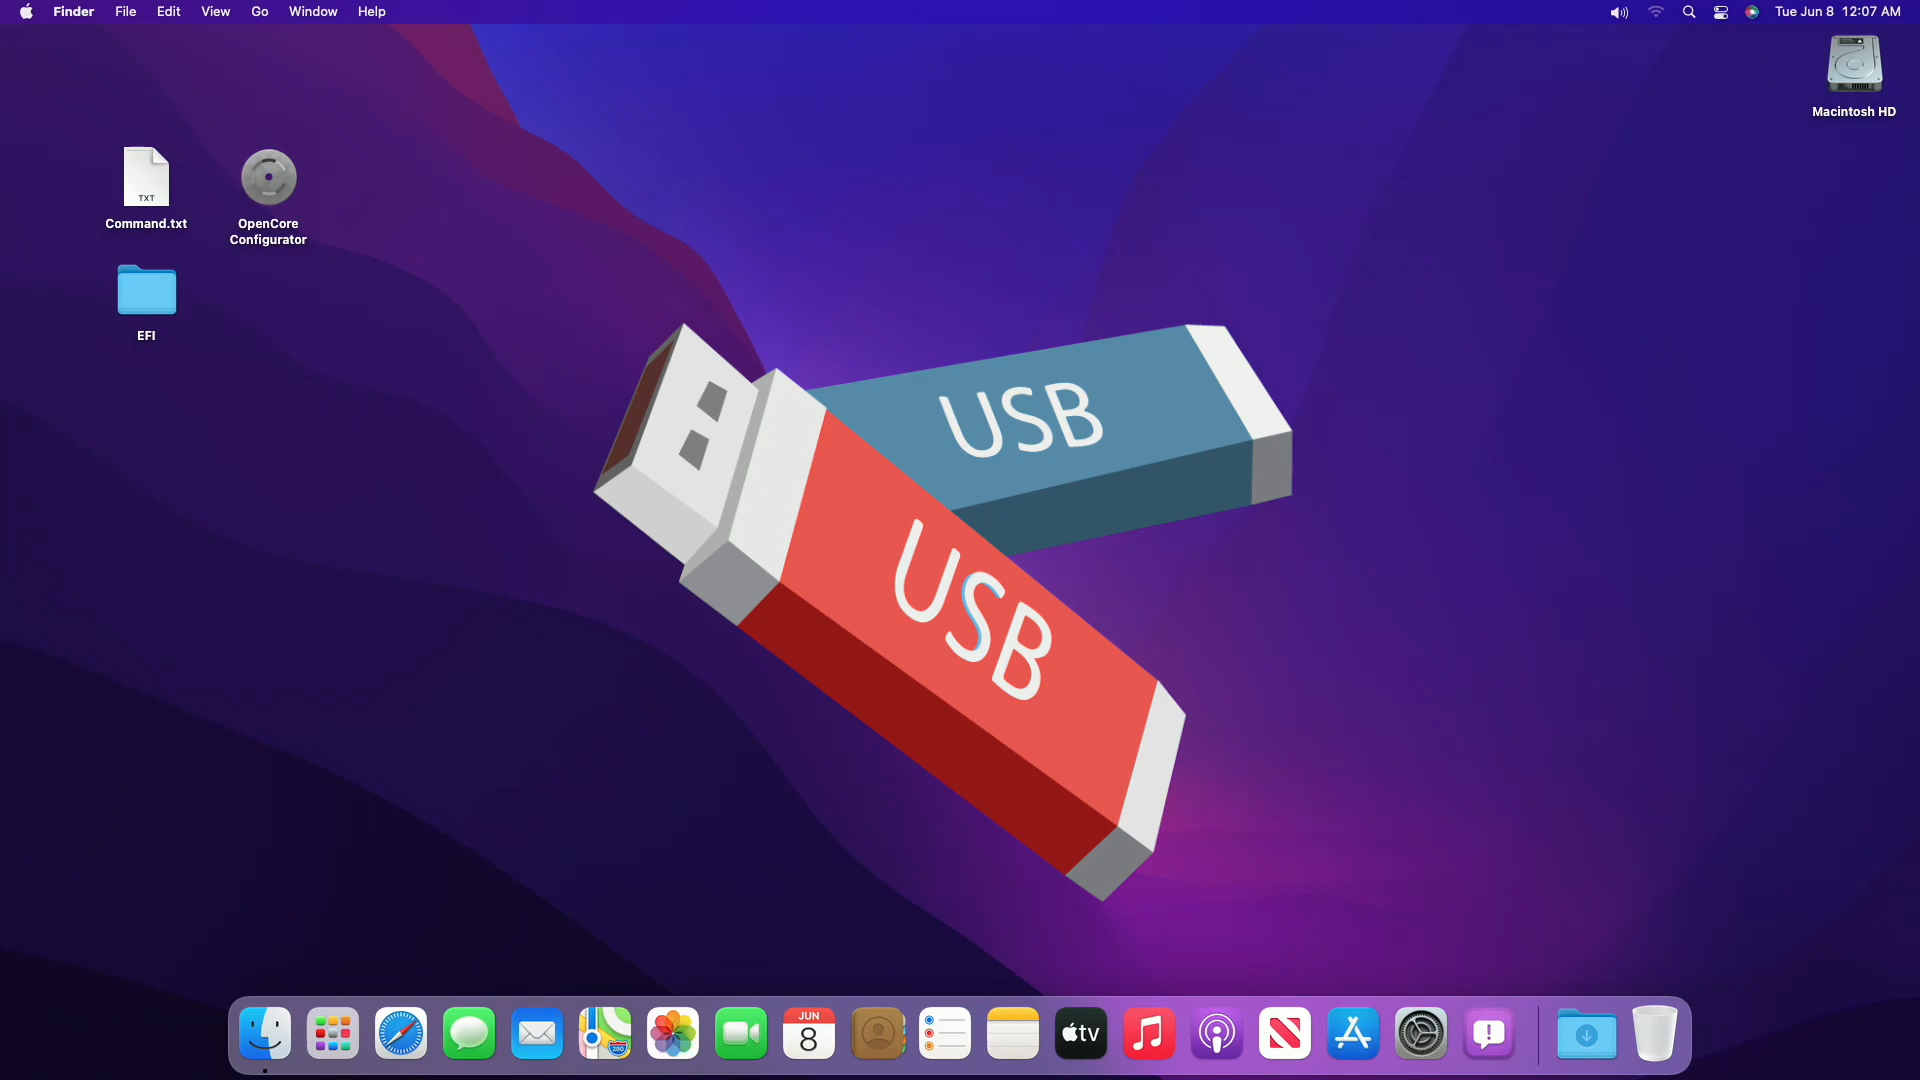 Finder File Edit View Go Window Help
Tue Jun 8 12:07 AM
Macintosh HD
TXT
Command.txt
OpenCore
Configurator
EFI
USB
USB
JUN
8
280
tv